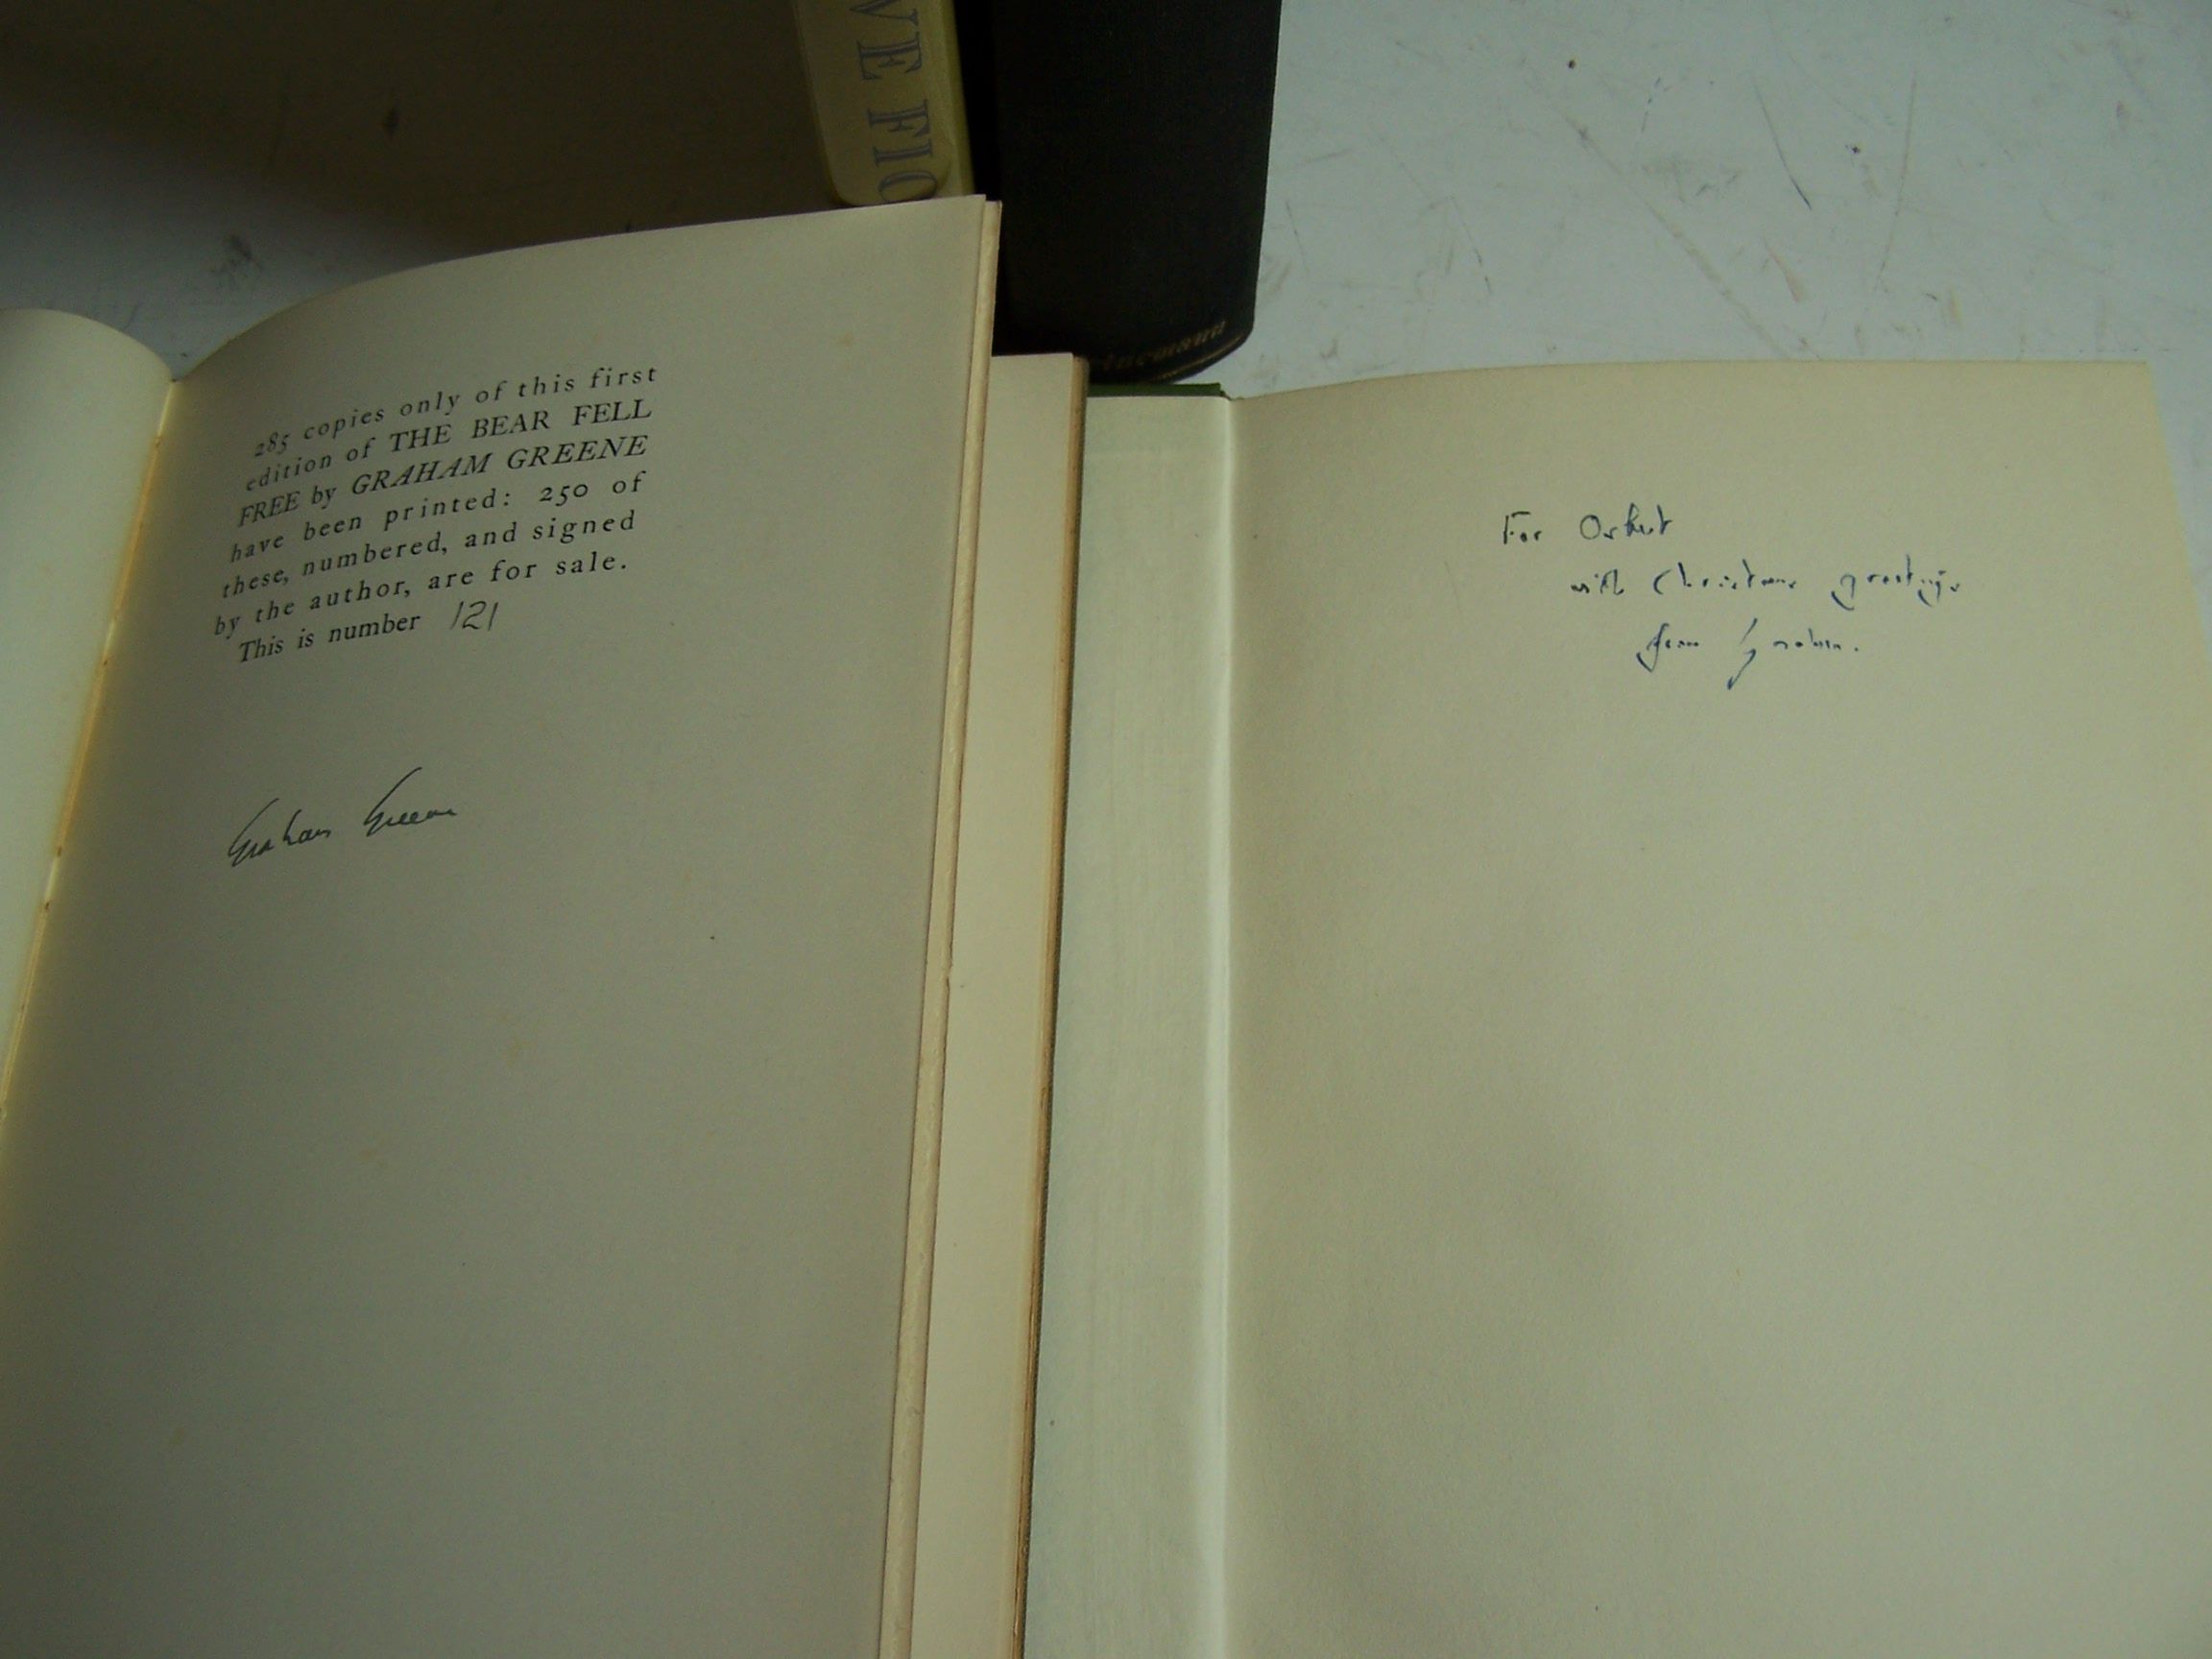 VE FIC
285 copies only of this first
edition of THE BEAR FELL
FREE by GRAHAM GREENE
have been printed: 250 of
these, numbered, and signed
by the author, are for sale.
This is number 121
Graham Greene
For
with Christmas greetings
from Graham.